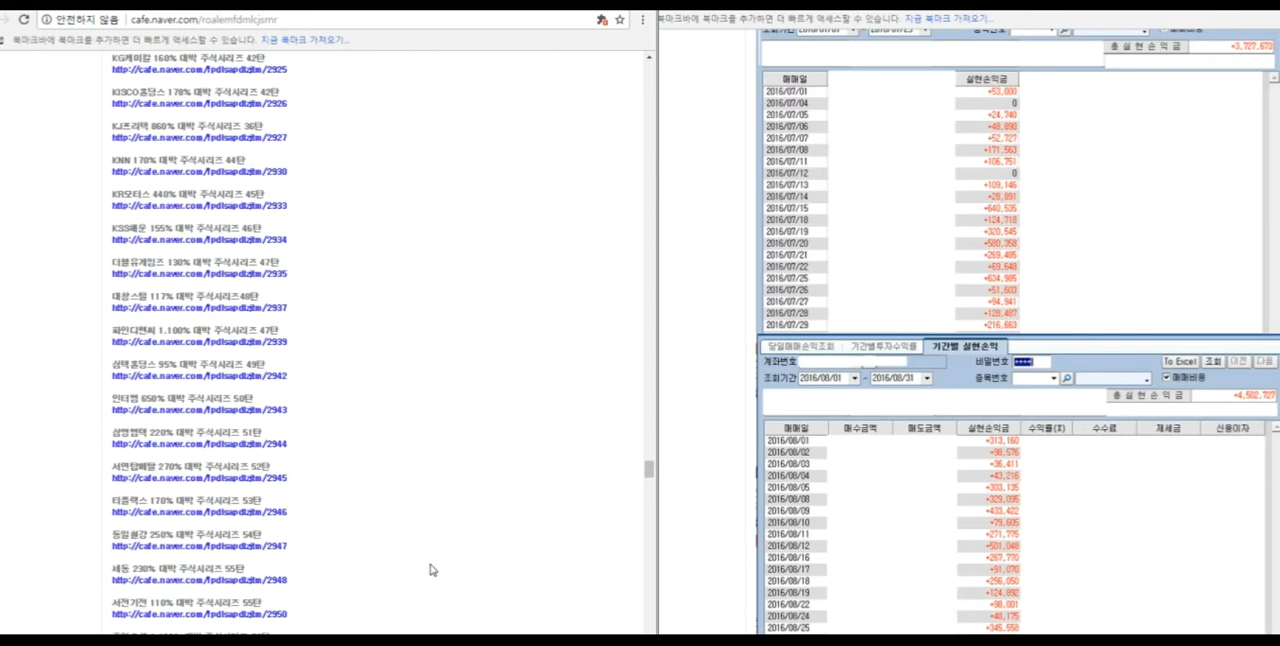 안전하지 않음 cafe.naver.com/roalemfdmlcjsmr
북마크바에 북마크를 추가하면 더 빠르게 액세스할 수 있습니다. 지금 북마크 가져오기...
KG케미칼 160% 대박 주식시리즈 42탄
http://cafe.naver.com/fpdlsapdlzjtm/2925
KISCO홀딩스 178% 대박 주식시리즈 42탄
http://cafe.naver.com/fpdlsapdlzjtm/2926
KJ프리텍 860% 대박 주식시리즈 36탄
http://cafe.naver.com/fpdlsapdlzjtm/2927
KNN 170% 대박 주식시리즈 44탄
http://cafe.naver.com/fpdlsapdlzjtm/2930
KR모터스 440% 대박 주식시리즈 45탄
http://cafe.naver.com/fpdlsapdlzjtm/2933
KSS해운 155% 대박 주식시리즈 46탄
http://cafe.naver.com/fpdlsapdlzjtm/2934
더블유게임즈 130% 대박 주식시리즈 47탄
http://cafe.naver.com/fpdlsapdlzjtm/2935
대창스틸 117% 대박 주식시리즈48탄
http://cafe.naver.com/fpdlsapdlzjtm/2937
파인디앤씨 1.100% 대박 주식시리즈 47탄
http://cafe.naver.com/fpdlsapdlzjtm/2939
심텍홀딩스 95% 대박 주식시리즈 49탄
http://cafe.naver.com/fpdlsapdlzjtm/2942
인터엠 650% 대박 주식시리즈 50탄
http://cafe.naver.com/fpdlsapdlzjtm/2943
삼영엠텍 220% 대박 주식시리즈 51탄
http://cafe.naver.com/fpdlsapdlzjtm/2944
서연탑메탈 270% 대박 주식시리즈 52탄
http://cafe.naver.com/fpdlsapdlzjtm/2945
티플랙스 170% 대박 주식시리즈 53탄
http://cafe.naver.com/fpdlsapdlzjtm/2946
동일철강 250% 대박 주식시리즈 54탄
http://cafe.naver.com/fpdlsapdlzjtm/2947
세동 230% 대박 주식시리즈 55탄
http://cafe.naver.com/fpdlsapdlzjtm/2948
서전기전 110% 대박 주식시리즈 55탄
http://cafe.naver.com/fpdlsapdlzjtm/2950
북마크바에 북마크를 추가하면 더 빠르게 액세스할 수 있습니다. 지금 북마크 가져오기...
총 실 현 손 익 금 +3,727,673
매매일 실현손익금
2016/07/01 +53,000
2016/07/04 0
2016/07/05 +24,740
2016/07/06 +48,890
2016/07/07 +52,727
2016/07/08 +171,563
2016/07/11 +106,751
2016/07/12 0
2016/07/13 +109,146
2016/07/14 +28,891
2016/07/15 +640,535
2016/07/18 +124,718
2016/07/19 +320,545
2016/07/20 +580,358
2016/07/21 +269,485
2016/07/22 +69,648
2016/07/25 +634,985
2016/07/26 +51,603
2016/07/27 +94,941
2016/07/28 +128,487
2016/07/29 +216,663
당일매매손익조회 기간별투자수익률 기간별 실현손익
계좌번호 비밀번호 **** To Excel 조회 이전 다음
조회기간 2016/08/01 ~ 2016/08/31 종목번호 매매비용
총 실 현 손 익 금 +4,502,727
매매일 매수금액 매도금액 실현손익금 수익률(%) 수수료 제세금 신용이자
2016/08/01 +313,160
2016/08/02 +98,576
2016/08/03 +36,411
2016/08/04 +43,216
2016/08/05 +303,135
2016/08/08 +329,095
2016/08/09 +433,422
2016/08/10 +79,605
2016/08/11 +271,775
2016/08/12 +501,048
2016/08/16 +267,770
2016/08/17 +91,070
2016/08/18 +256,050
2016/08/19 +124,892
2016/08/22 +98,001
2016/08/24 +48,175
2016/08/25 +345,558